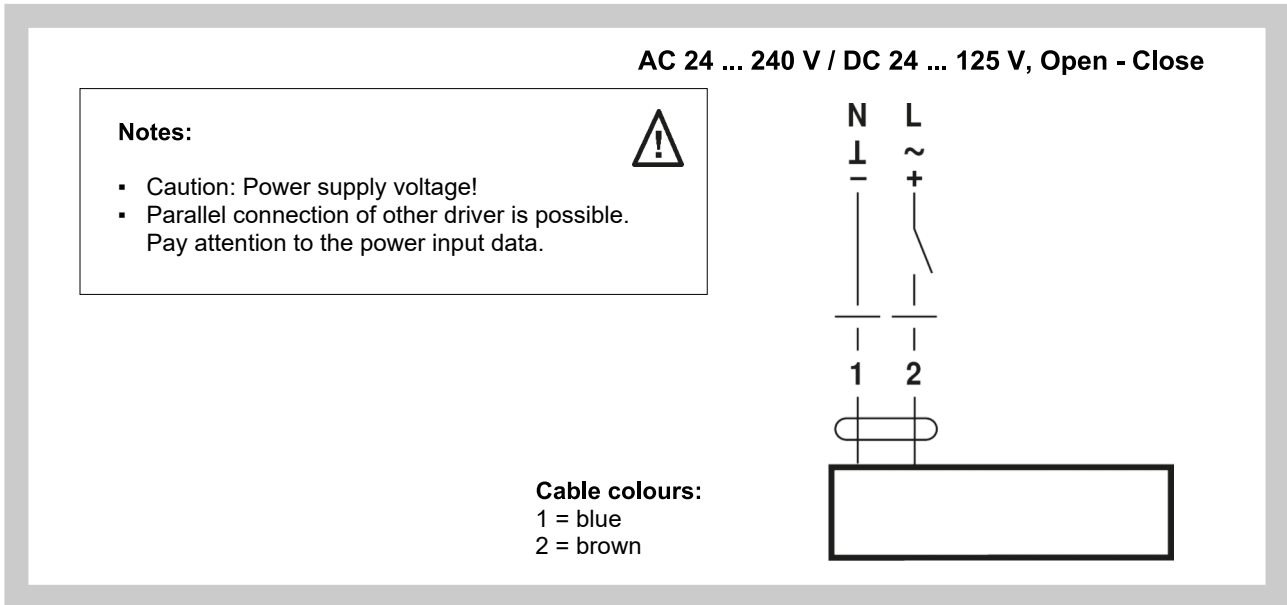 AC 24 ... 240 V / DC 24 ... 125 V, Open - Close
Notes:
▪ Caution: Power supply voltage!
▪ Parallel connection of other driver is possible.
Pay attention to the power input data.
N L
⊥ ~
− +
1 2
Cable colours:
1 = blue
2 = brown